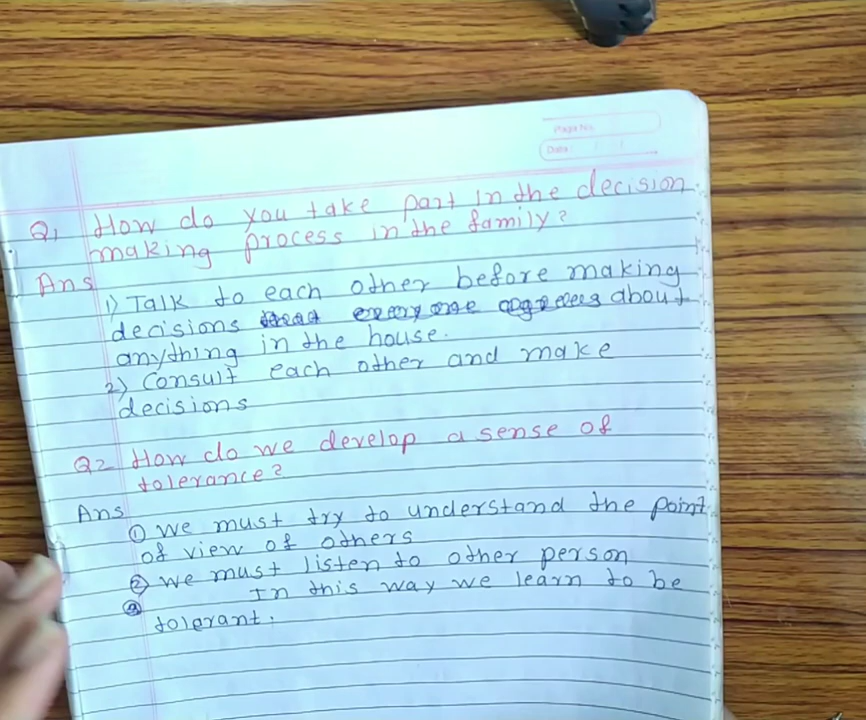 Page No.
Date:
Q1 How do you take part in the decision
making process in the family?
Ans
1) Talk to each other before making
decisions about
anything in the house.
2) Consult each other and make
decisions
Q2 How do we develop a sense of
tolerance?
Ans
① we must try to understand the point
of view of others
② we must listen to other person
In this way we learn to be
tolerant.